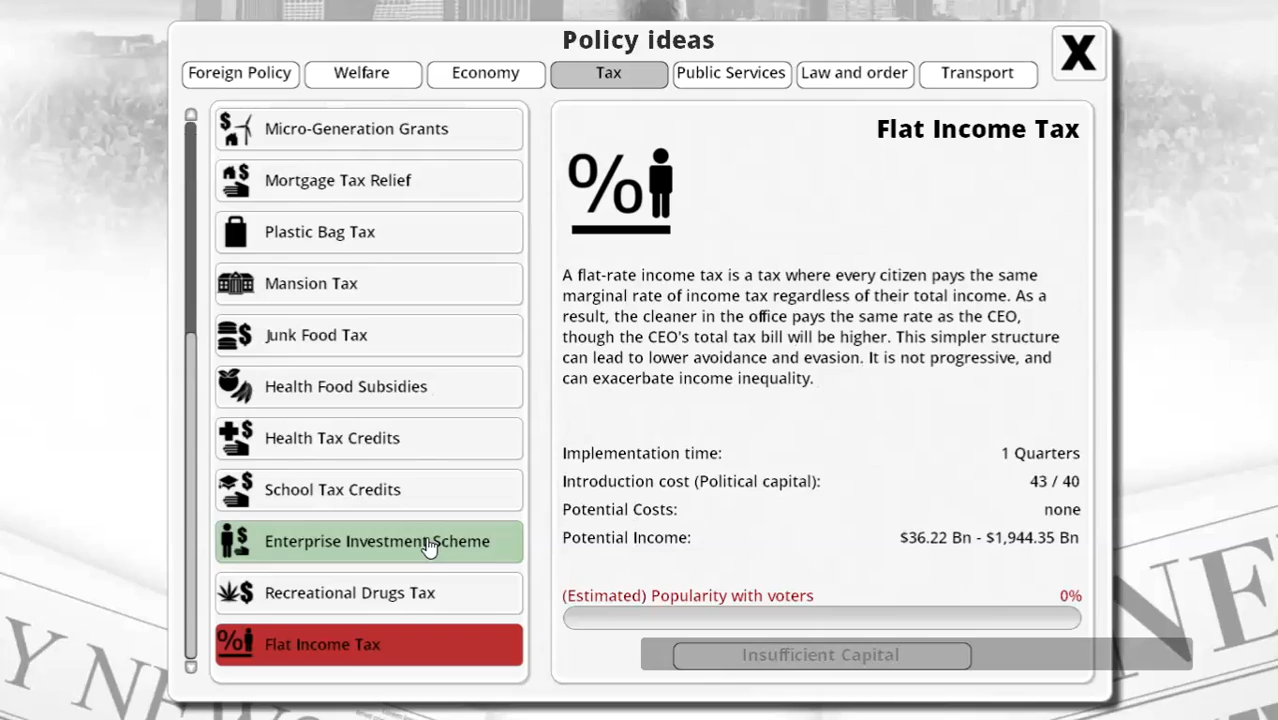 Policy ideas
X
Foreign Policy
Welfare
Economy
Tax
Public Services
Law and order
Transport
Micro-Generation Grants
Mortgage Tax Relief
Plastic Bag Tax
Mansion Tax
Junk Food Tax
Health Food Subsidies
Health Tax Credits
School Tax Credits
Enterprise Investment Scheme
Recreational Drugs Tax
Flat Income Tax
Flat Income Tax
A flat-rate income tax is a tax where every citizen pays the same
marginal rate of income tax regardless of their total income. As a
result, the cleaner in the office pays the same rate as the CEO,
though the CEO's total tax bill will be higher. This simpler structure
can lead to lower avoidance and evasion. It is not progressive, and
can exacerbate income inequality.
Implementation time: 1 Quarters
Introduction cost (Political capital): 43 / 40
Potential Costs: none
Potential Income: $36.22 Bn - $1,944.35 Bn
(Estimated) Popularity with voters 0%
Insufficient Capital